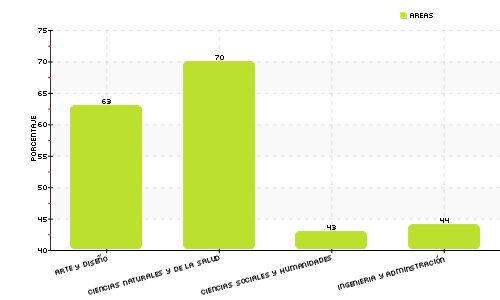 AREAS
75
70
65
60
55
50
45
40
PORCENTAJE
63
70
43
44
ARTE Y DISEÑO
CIENCIAS NATURALES Y DE LA SALUD
CIENCIAS SOCIALES Y HUMANIDADES
INGENIERIA Y ADMINSTRACIÓN